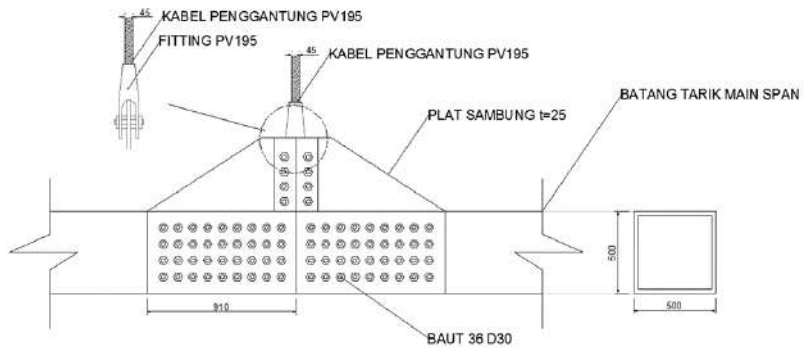 45
KABEL PENGGANTUNG PV195
FITTING PV195
45
KABEL PENGGANTUNG PV195
BATANG TARIK MAIN SPAN
PLAT SAMBUNG t=25
500
910
500
BAUT 36 D30